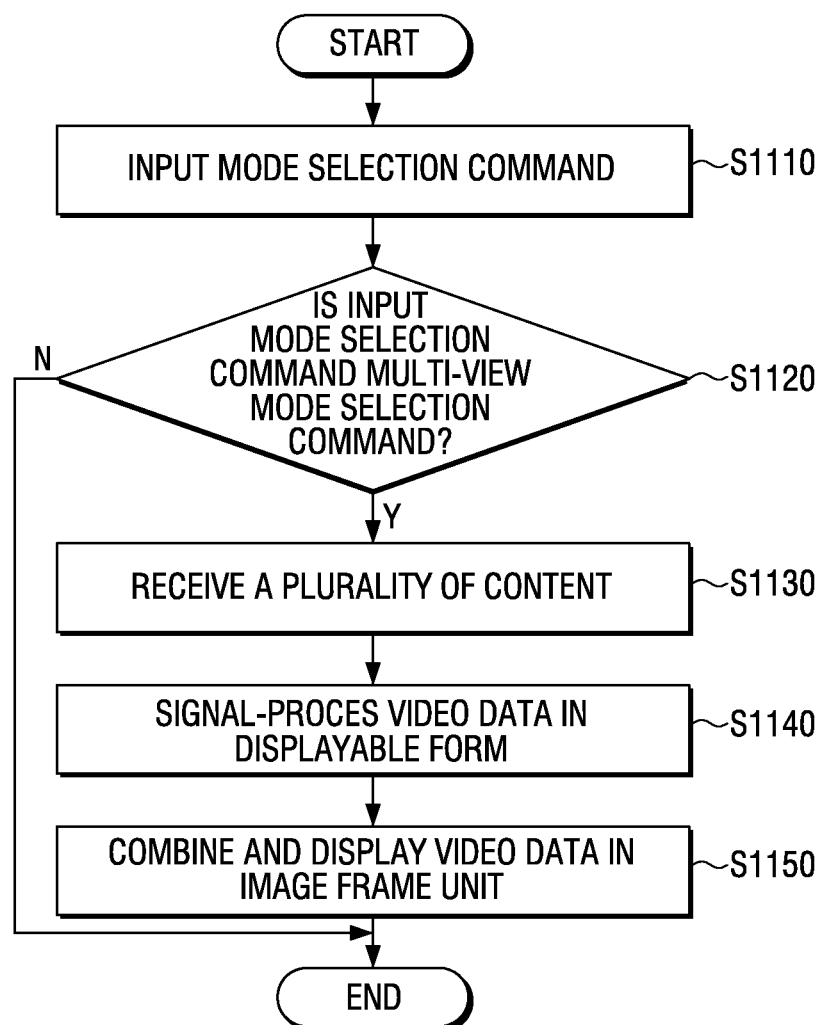 START
INPUT MODE SELECTION COMMAND
S1110
IS INPUT
MODE SELECTION
COMMAND MULTI-VIEW
MODE SELECTION
COMMAND?
N
S1120
Y
RECEIVE A PLURALITY OF CONTENT
S1130
SIGNAL-PROCES VIDEO DATA IN
DISPLAYABLE FORM
S1140
COMBINE AND DISPLAY VIDEO DATA IN
IMAGE FRAME UNIT
S1150
END